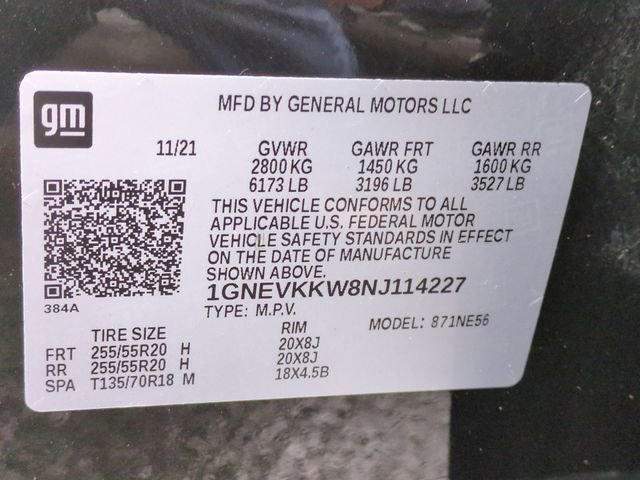 gm
MFD BY GENERAL MOTORS LLC
11/21 GVWR GAWR FRT GAWR RR
2800 KG 1450 KG 1600 KG
6173 LB 3196 LB 3527 LB
THIS VEHICLE CONFORMS TO ALL
APPLICABLE U.S. FEDERAL MOTOR
VEHICLE SAFETY STANDARDS IN EFFECT
ON THE DATE OF MANUFACTURE
SHOWN ABOVE.
384A
1GNEVKKW8NJ114227
TYPE: M.P.V. MODEL: 871NE56
TIRE SIZE RIM
FRT 255/55R20 H 20X8J
RR 255/55R20 H 20X8J
SPA T135/70R18 M 18X4.5B